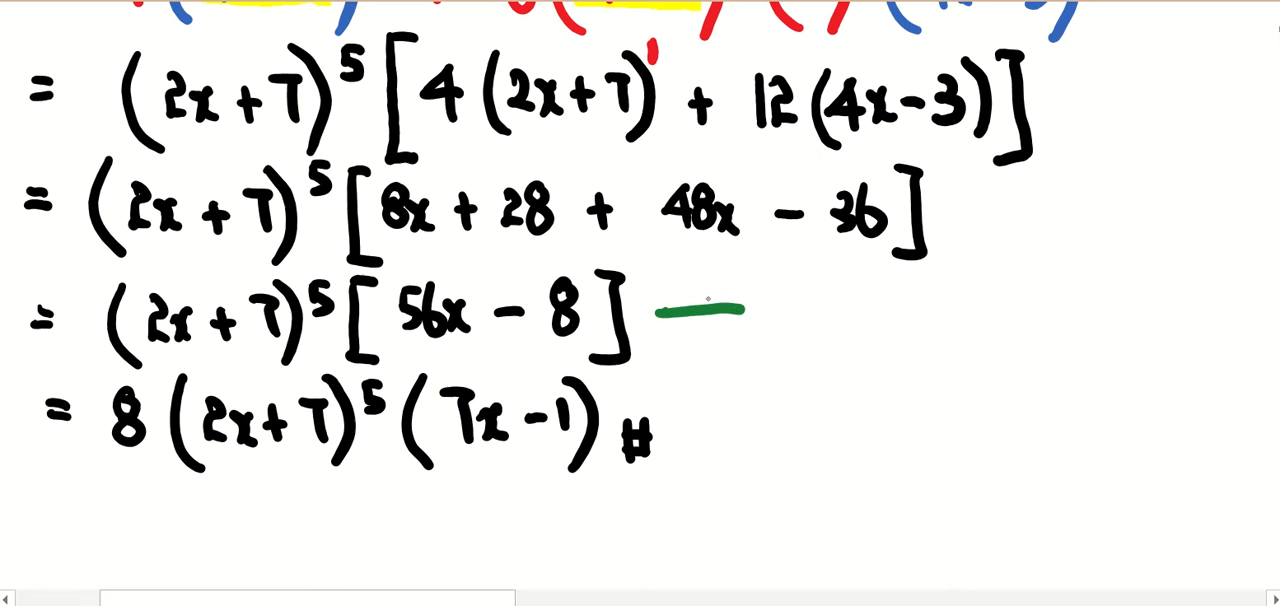 = (2x + 7)^5 [4(2x+7)^1 + 12(4x-3)]
= (2x + 7)^5 [8x + 28 + 48x - 36]
= (2x + 7)^5 [56x - 8]
= 8(2x+7)^5 (7x-1) #